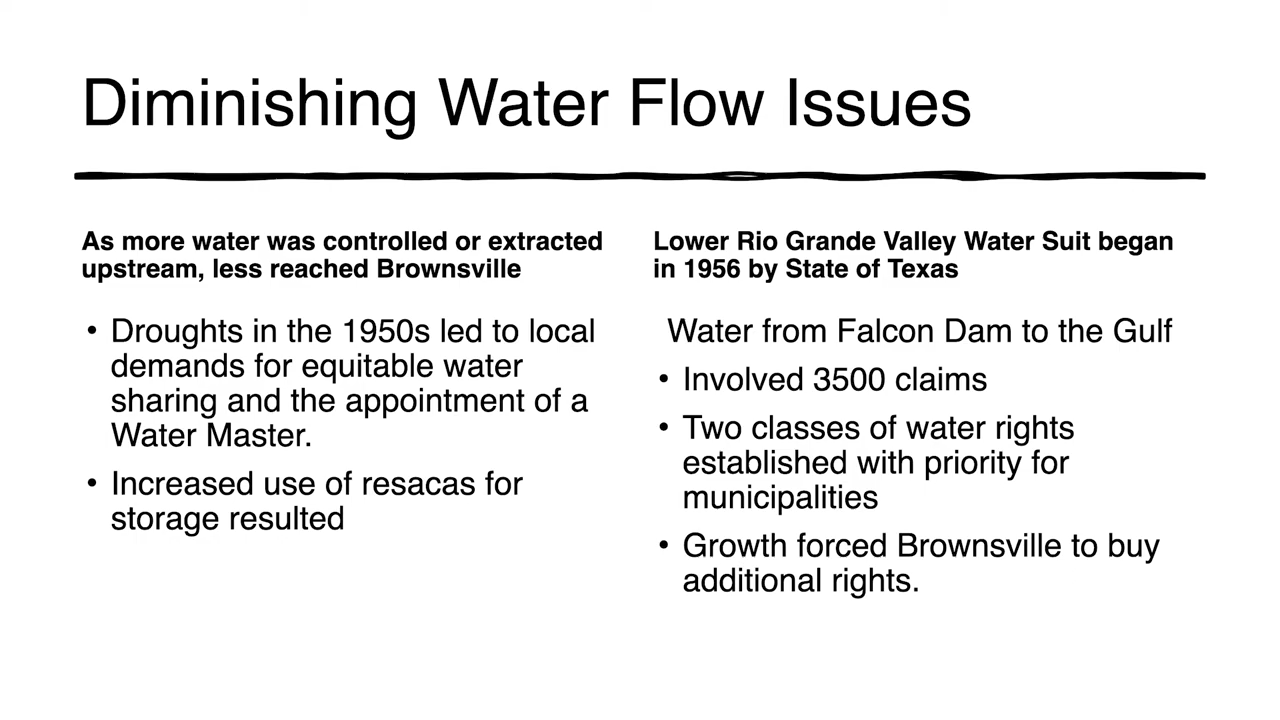 Diminishing Water Flow Issues
As more water was controlled or extracted
upstream, less reached Brownsville
• Droughts in the 1950s led to local
demands for equitable water
sharing and the appointment of a
Water Master.
• Increased use of resacas for
storage resulted
Lower Rio Grande Valley Water Suit began
in 1956 by State of Texas
Water from Falcon Dam to the Gulf
• Involved 3500 claims
• Two classes of water rights
established with priority for
municipalities
• Growth forced Brownsville to buy
additional rights.